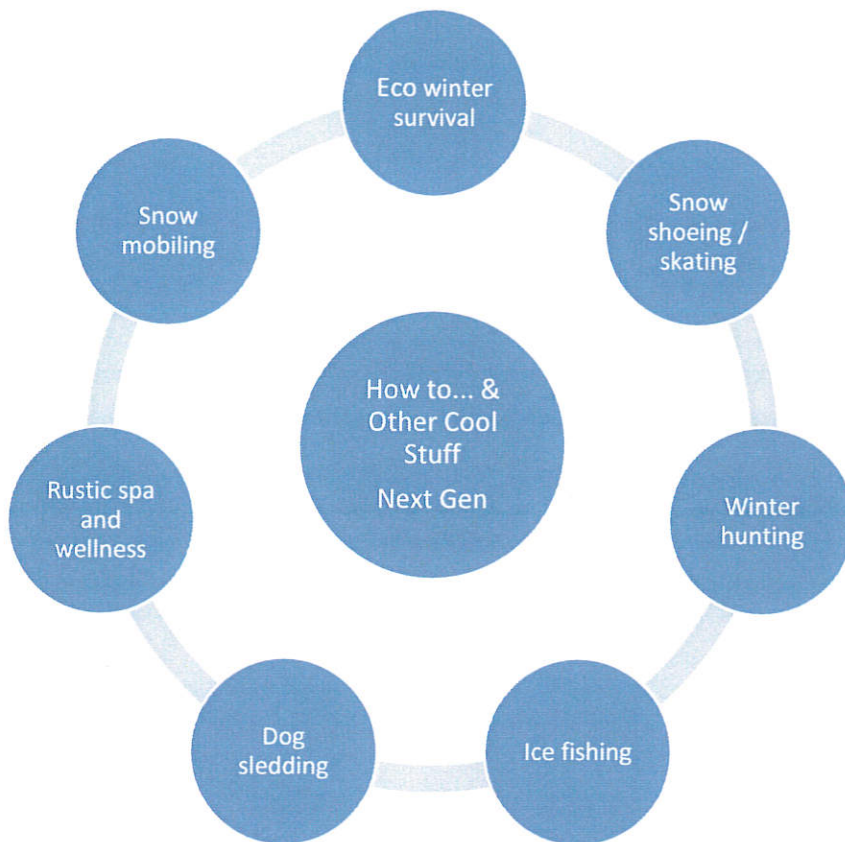 Eco winter
survival
Snow
shoeing /
skating
Winter
hunting
Ice fishing
Dog
sledding
Rustic spa
and
wellness
Snow
mobiling
How to... &
Other Cool
Stuff
Next Gen